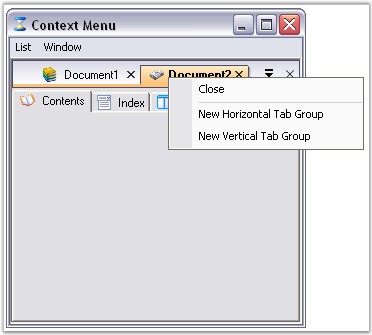 Context Menu
List Window
Document1 Document2
Close
Contents Index
New Horizontal Tab Group
New Vertical Tab Group